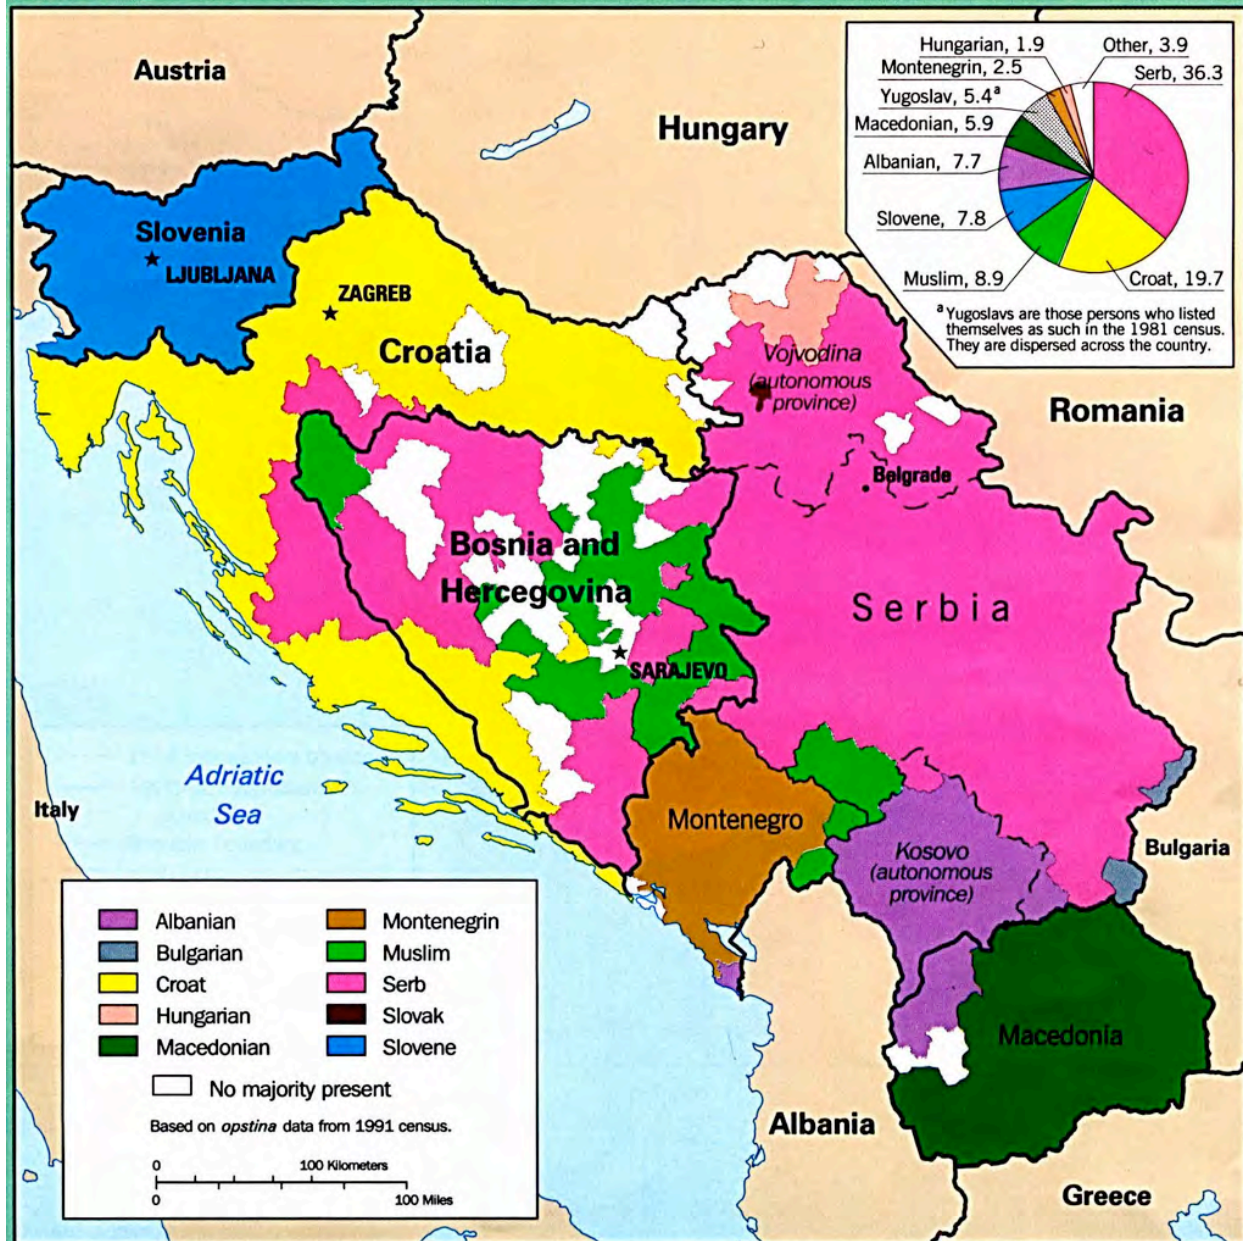 Austria
Hungary
Hungarian, 1.9
Other, 3.9
Montenegrin, 2.5
Serb, 36.3
Yugoslav, 5.4ª
Macedonian, 5.9
Albanian, 7.7
Slovene, 7.8
Muslim, 8.9
Croat, 19.7
ª Yugoslavs are those persons who listed
themselves as such in the 1981 census.
They are dispersed across the country.
Slovenia
LJUBLJANA
ZAGREB
Croatia
Vojvodina
(autonomous
province)
Romania
Belgrade
Bosnia and
Hercegovina
Serbia
SARAJEVO
Adriatic
Sea
Italy
Montenegro
Kosovo
(autonomous
province)
Bulgaria
Macedonia
Albania
Greece
Albanian
Montenegrin
Bulgarian
Muslim
Croat
Serb
Hungarian
Slovak
Macedonian
Slovene
No majority present
Based on opstina data from 1991 census.
0 100 Kilometers
0 100 Miles